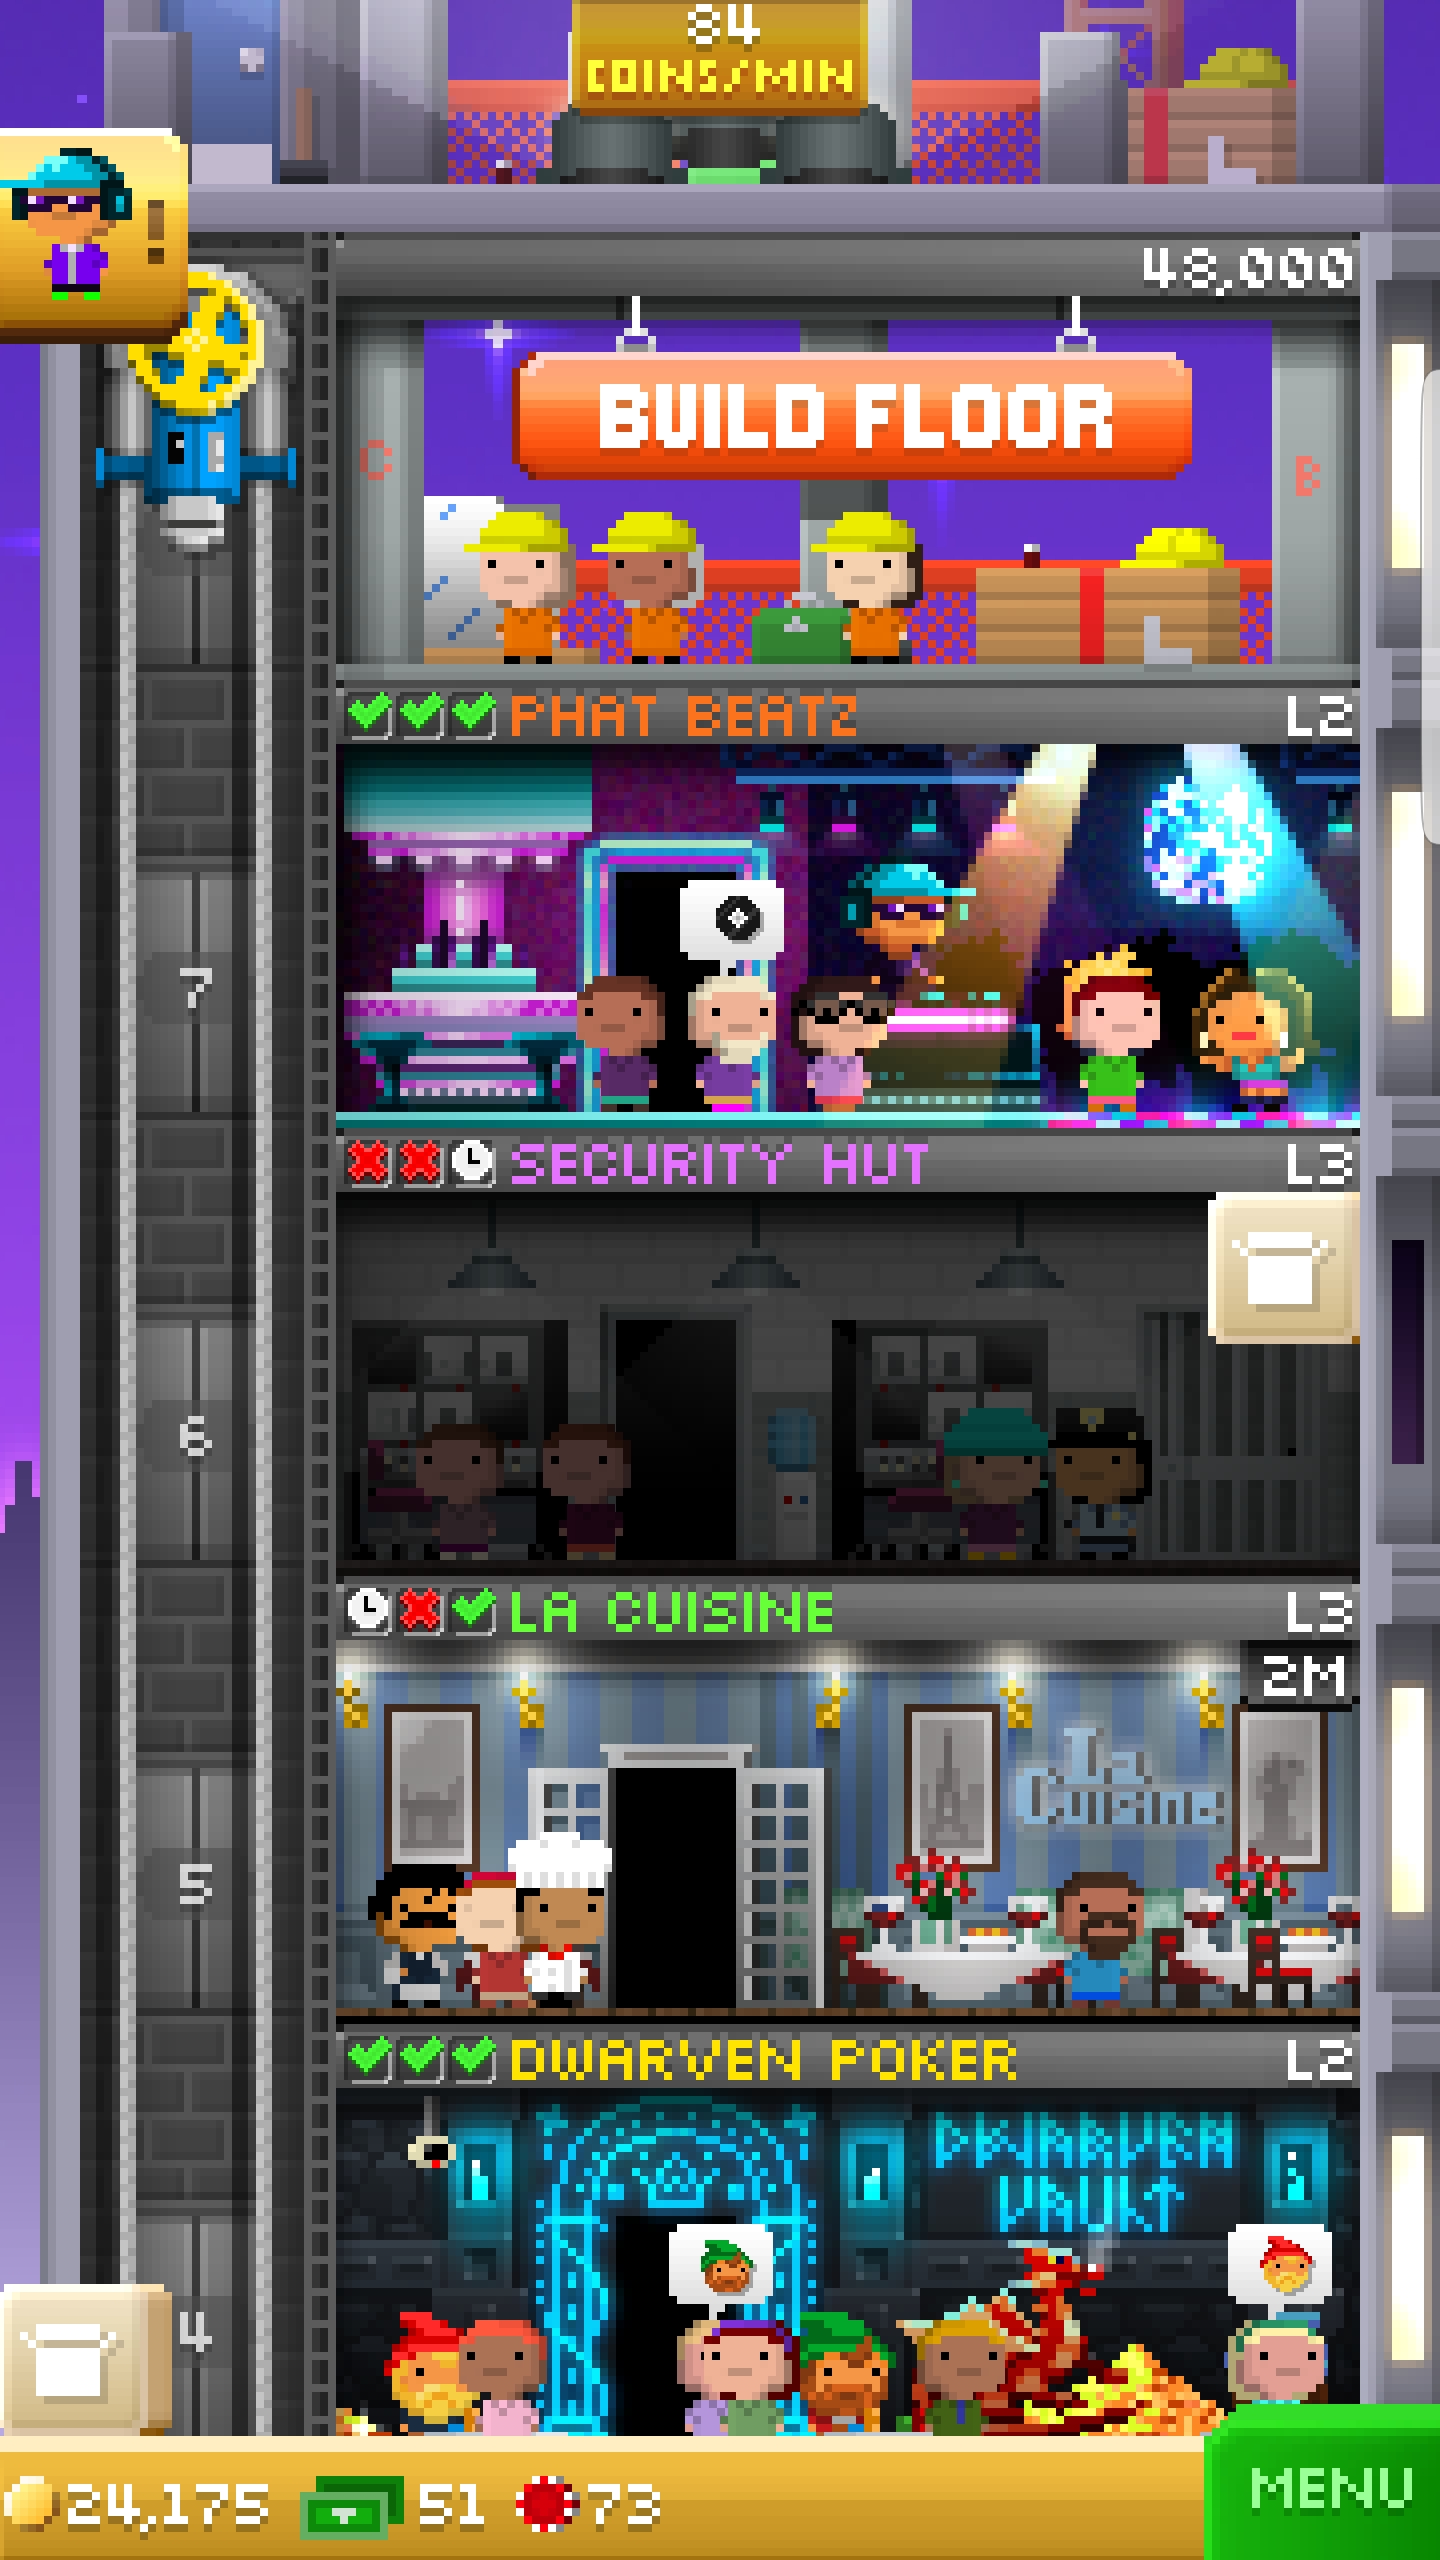 84
COINS/MIN
48,000
BUILD FLOOR
C
B
PHAT BEATZ
L2
7
SECURITY HUT
L3
6
LA CUISINE
L3
2M
La
Cuisine
5
DWARVEN POKER
L2
DWARVEN
VAULT
4
24,175
51
73
MENU